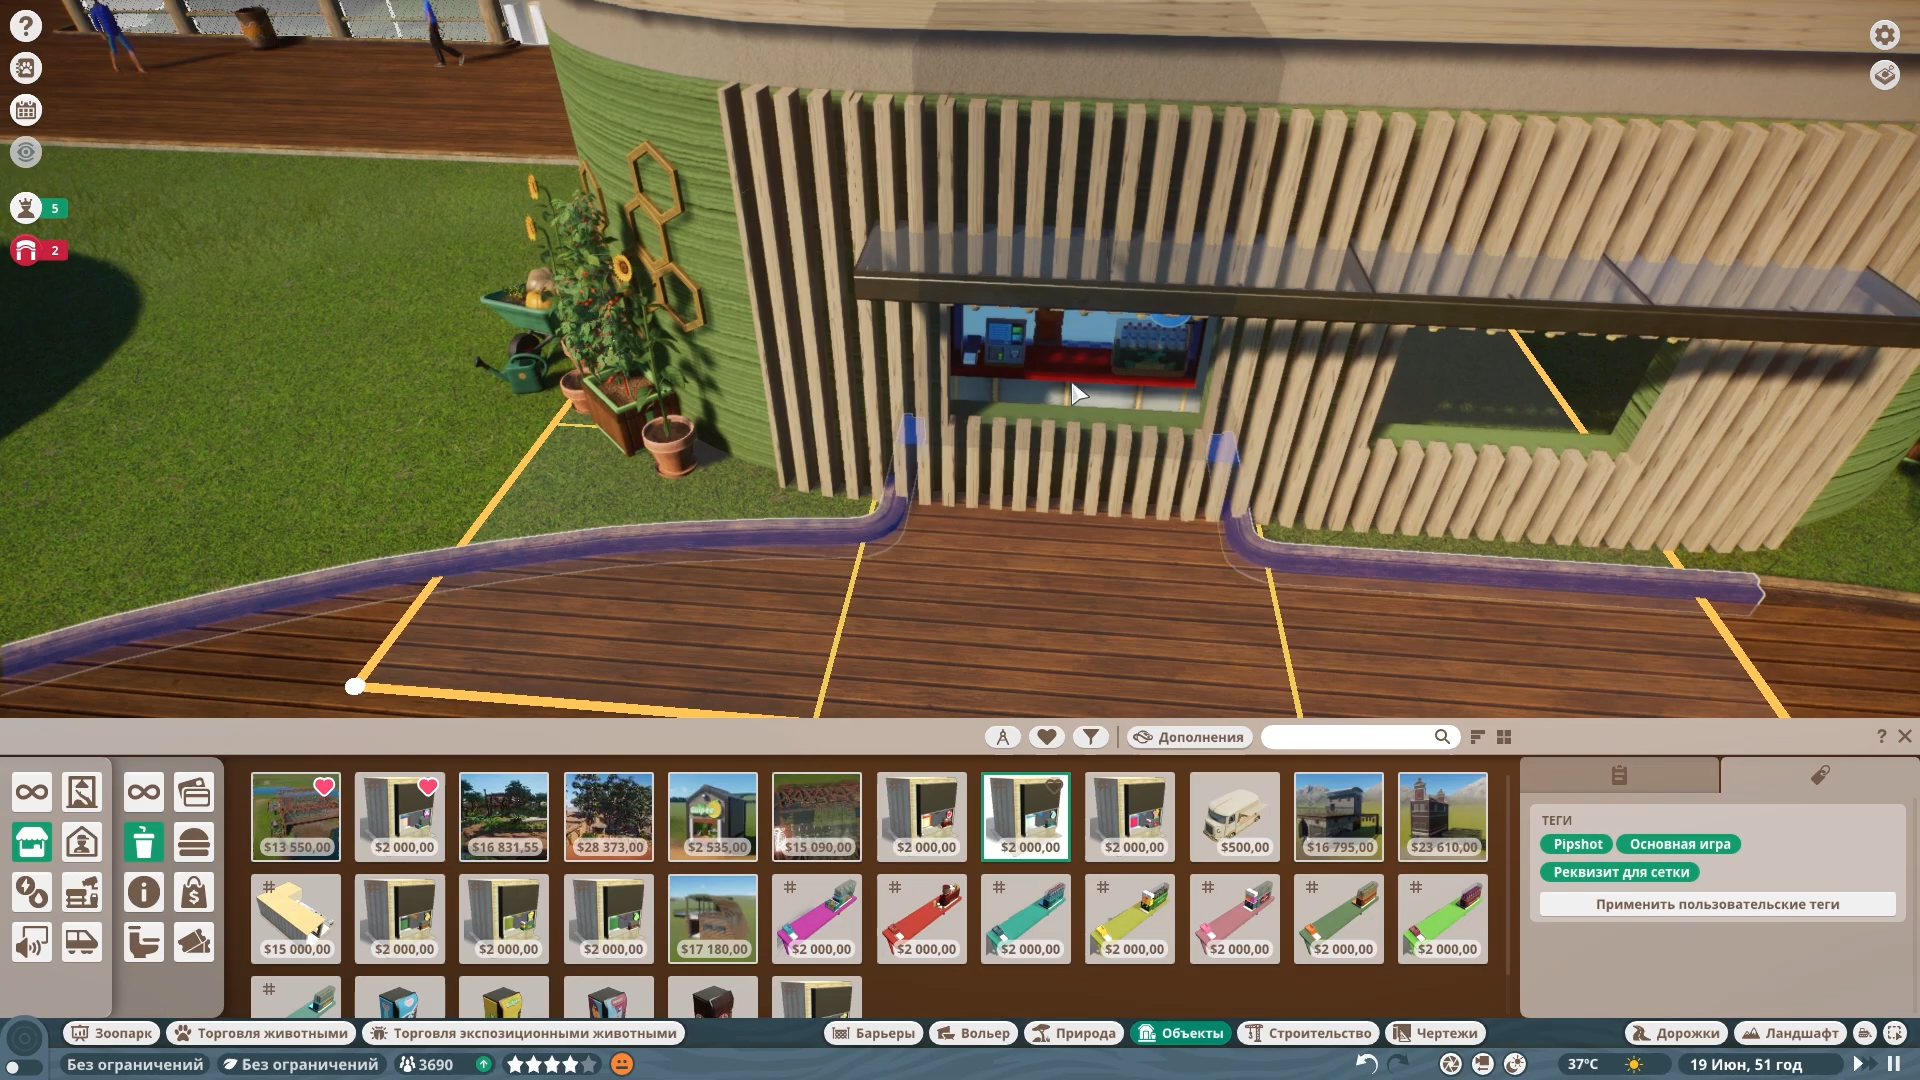 ?
5
2
Дополнения
?
$13 550,00
$2 000,00
$16 831,55
$28 373,00
$2 535,00
$15 090,00
$2 000,00
$2 000,00
$2 000,00
$500,00
$16 795,00
$23 610,00
#
$15 000,00
$2 000,00
$2 000,00
$2 000,00
$17 180,00
#
$2 000,00
#
$2 000,00
#
$2 000,00
#
$2 000,00
#
$2 000,00
#
$2 000,00
#
$2 000,00
#
ТЕГИ
Pipshot
Основная игра
Реквизит для сетки
Применить пользовательские теги
Зоопарк
Торговля животными
Торговля экспозиционными животными
Барьеры
Вольер
Природа
Объекты
Строительство
Чертежи
Дорожки
Ландшафт
Без ограничений
Без ограничений
3690
37°C
19 Июн, 51 год